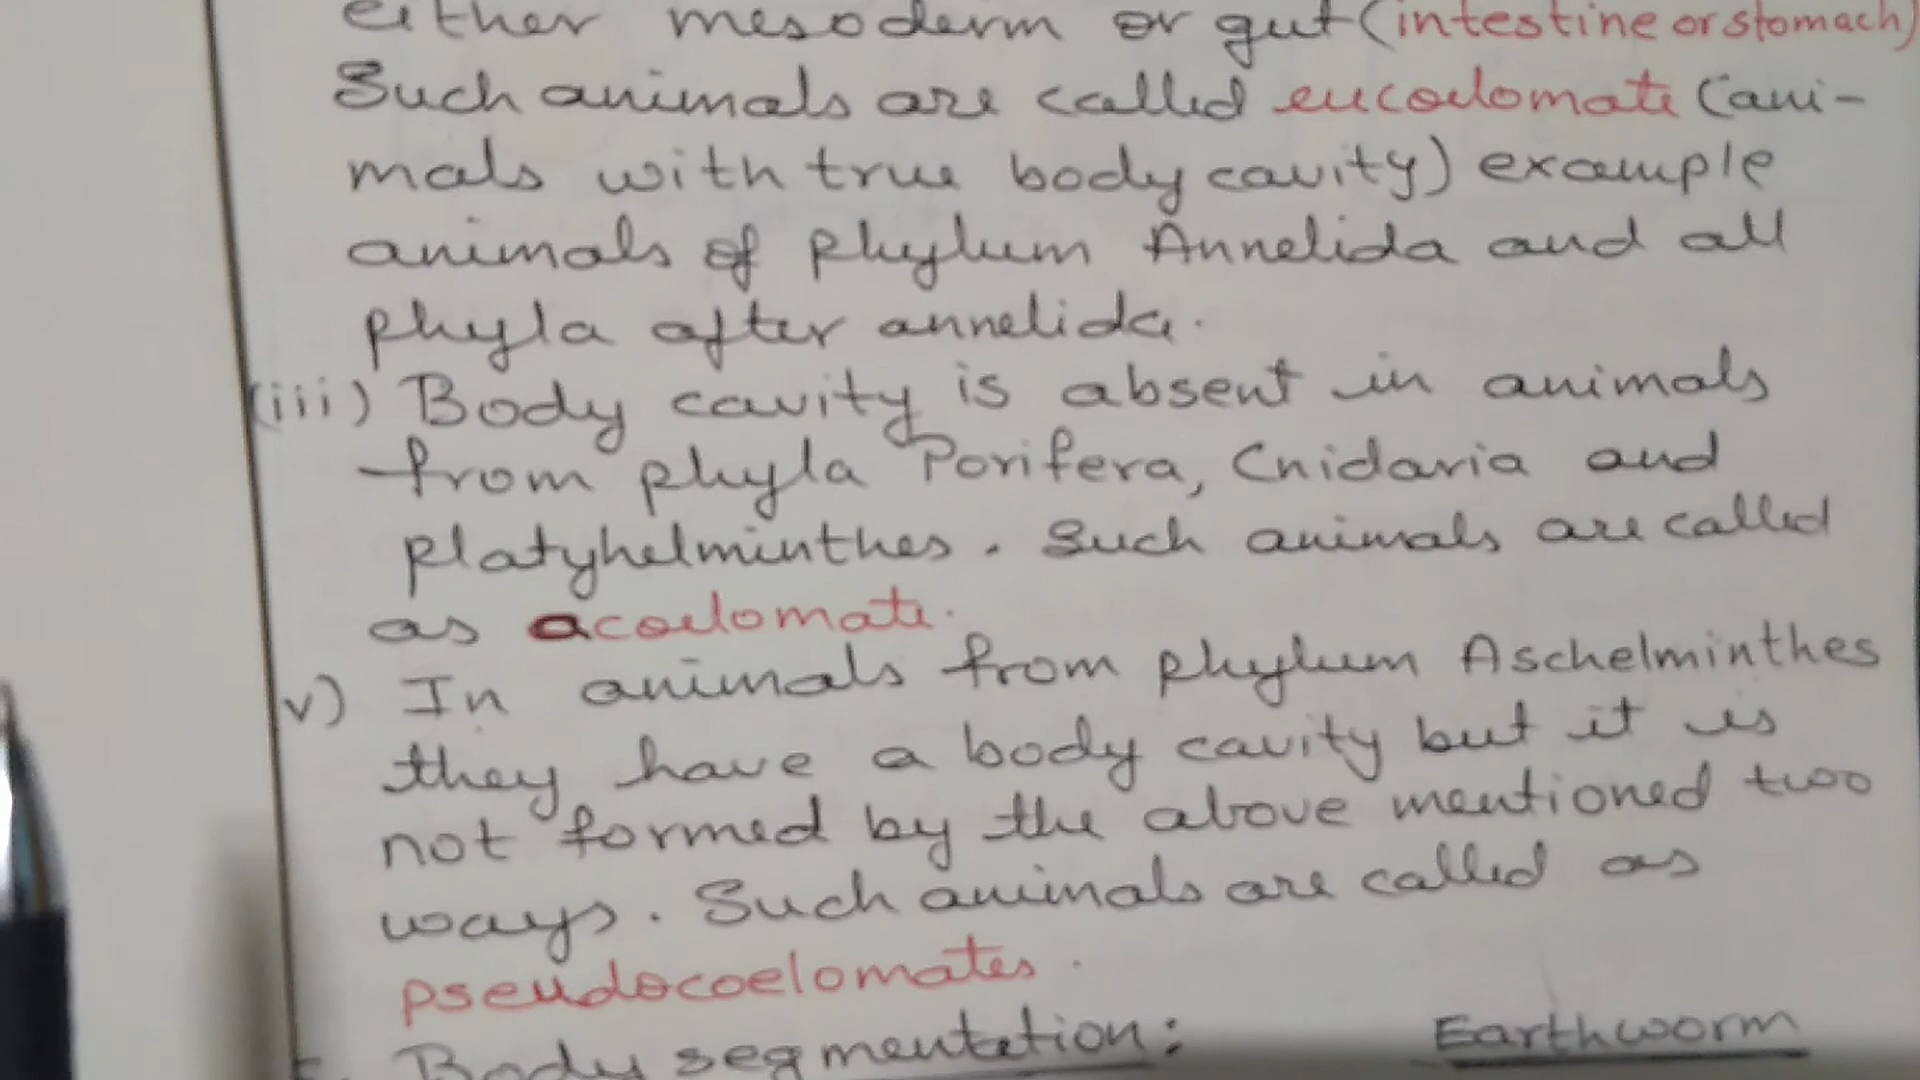 either mesoderm or gut (intestine or stomach)
Such animals are called eucoelomate (ani-
mals with true body cavity) example
animals of phylum Annelida and all
phyla after annelida.
(iii) Body cavity is absent in animals
from phyla Porifera, Cnidaria and
platyhelminthes. Such animals are called
as acoelomate.
v) In animals from phylum Aschelminthes
they have a body cavity but it is
not formed by the above mentioned two
ways. Such animals are called as
pseudocoelomates.
Body segmentation: Earthworm